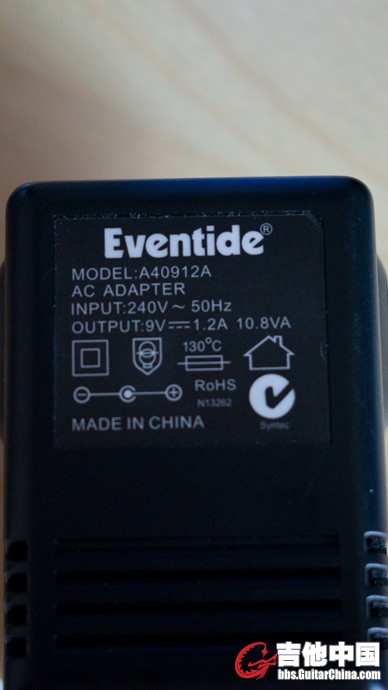 Eventide®
MODEL:A40912A
AC ADAPTER
INPUT:240V ~ 50Hz
OUTPUT:9V⎓1.2A 10.8VA
130°C
RoHS
N13262
Syntec
MADE IN CHINA
吉他中国
bbs.GuitarChina.com